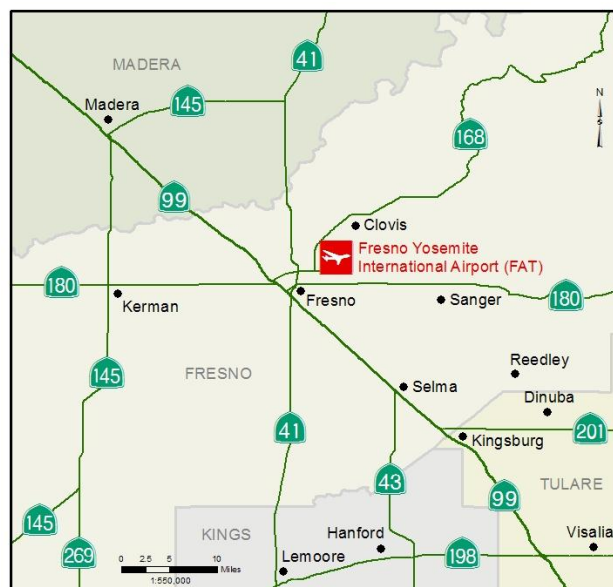 MADERA
41
Madera
145
N
168
99
Clovis
Fresno Yosemite
International Airport (FAT)
180
Kerman
Fresno
Sanger
180
145
FRESNO
Reedley
Selma
Dinuba
41
Kingsburg
201
43
99
TULARE
145
KINGS
Hanford
Visalia
269
0 2.5 5 10
Miles
1:550,000
Lemoore
198